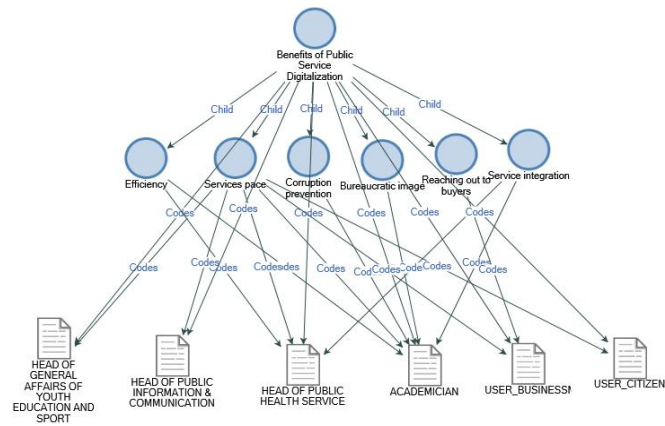 Benefits of Public
Service
Digitalization
Child
Child
Child
Child
Child
Child
Efficiency
Services pace
Corruption
prevention
Bureaucratic image
Reaching out to
buyers
Service integration
Codes
Codes
Codes
Codes
Codes
Codes
Codes
Codes
Codes
Codes
Codes
Codes
Codes
HEAD OF
GENERAL
AFFAIRS OF
YOUTH
EDUCATION AND
SPORT
HEAD OF PUBLIC
INFORMATION &
COMMUNICATION
HEAD OF PUBLIC
HEALTH SERVICE
ACADEMICIAN
USER_BUSINESSM
USER_CITIZEN